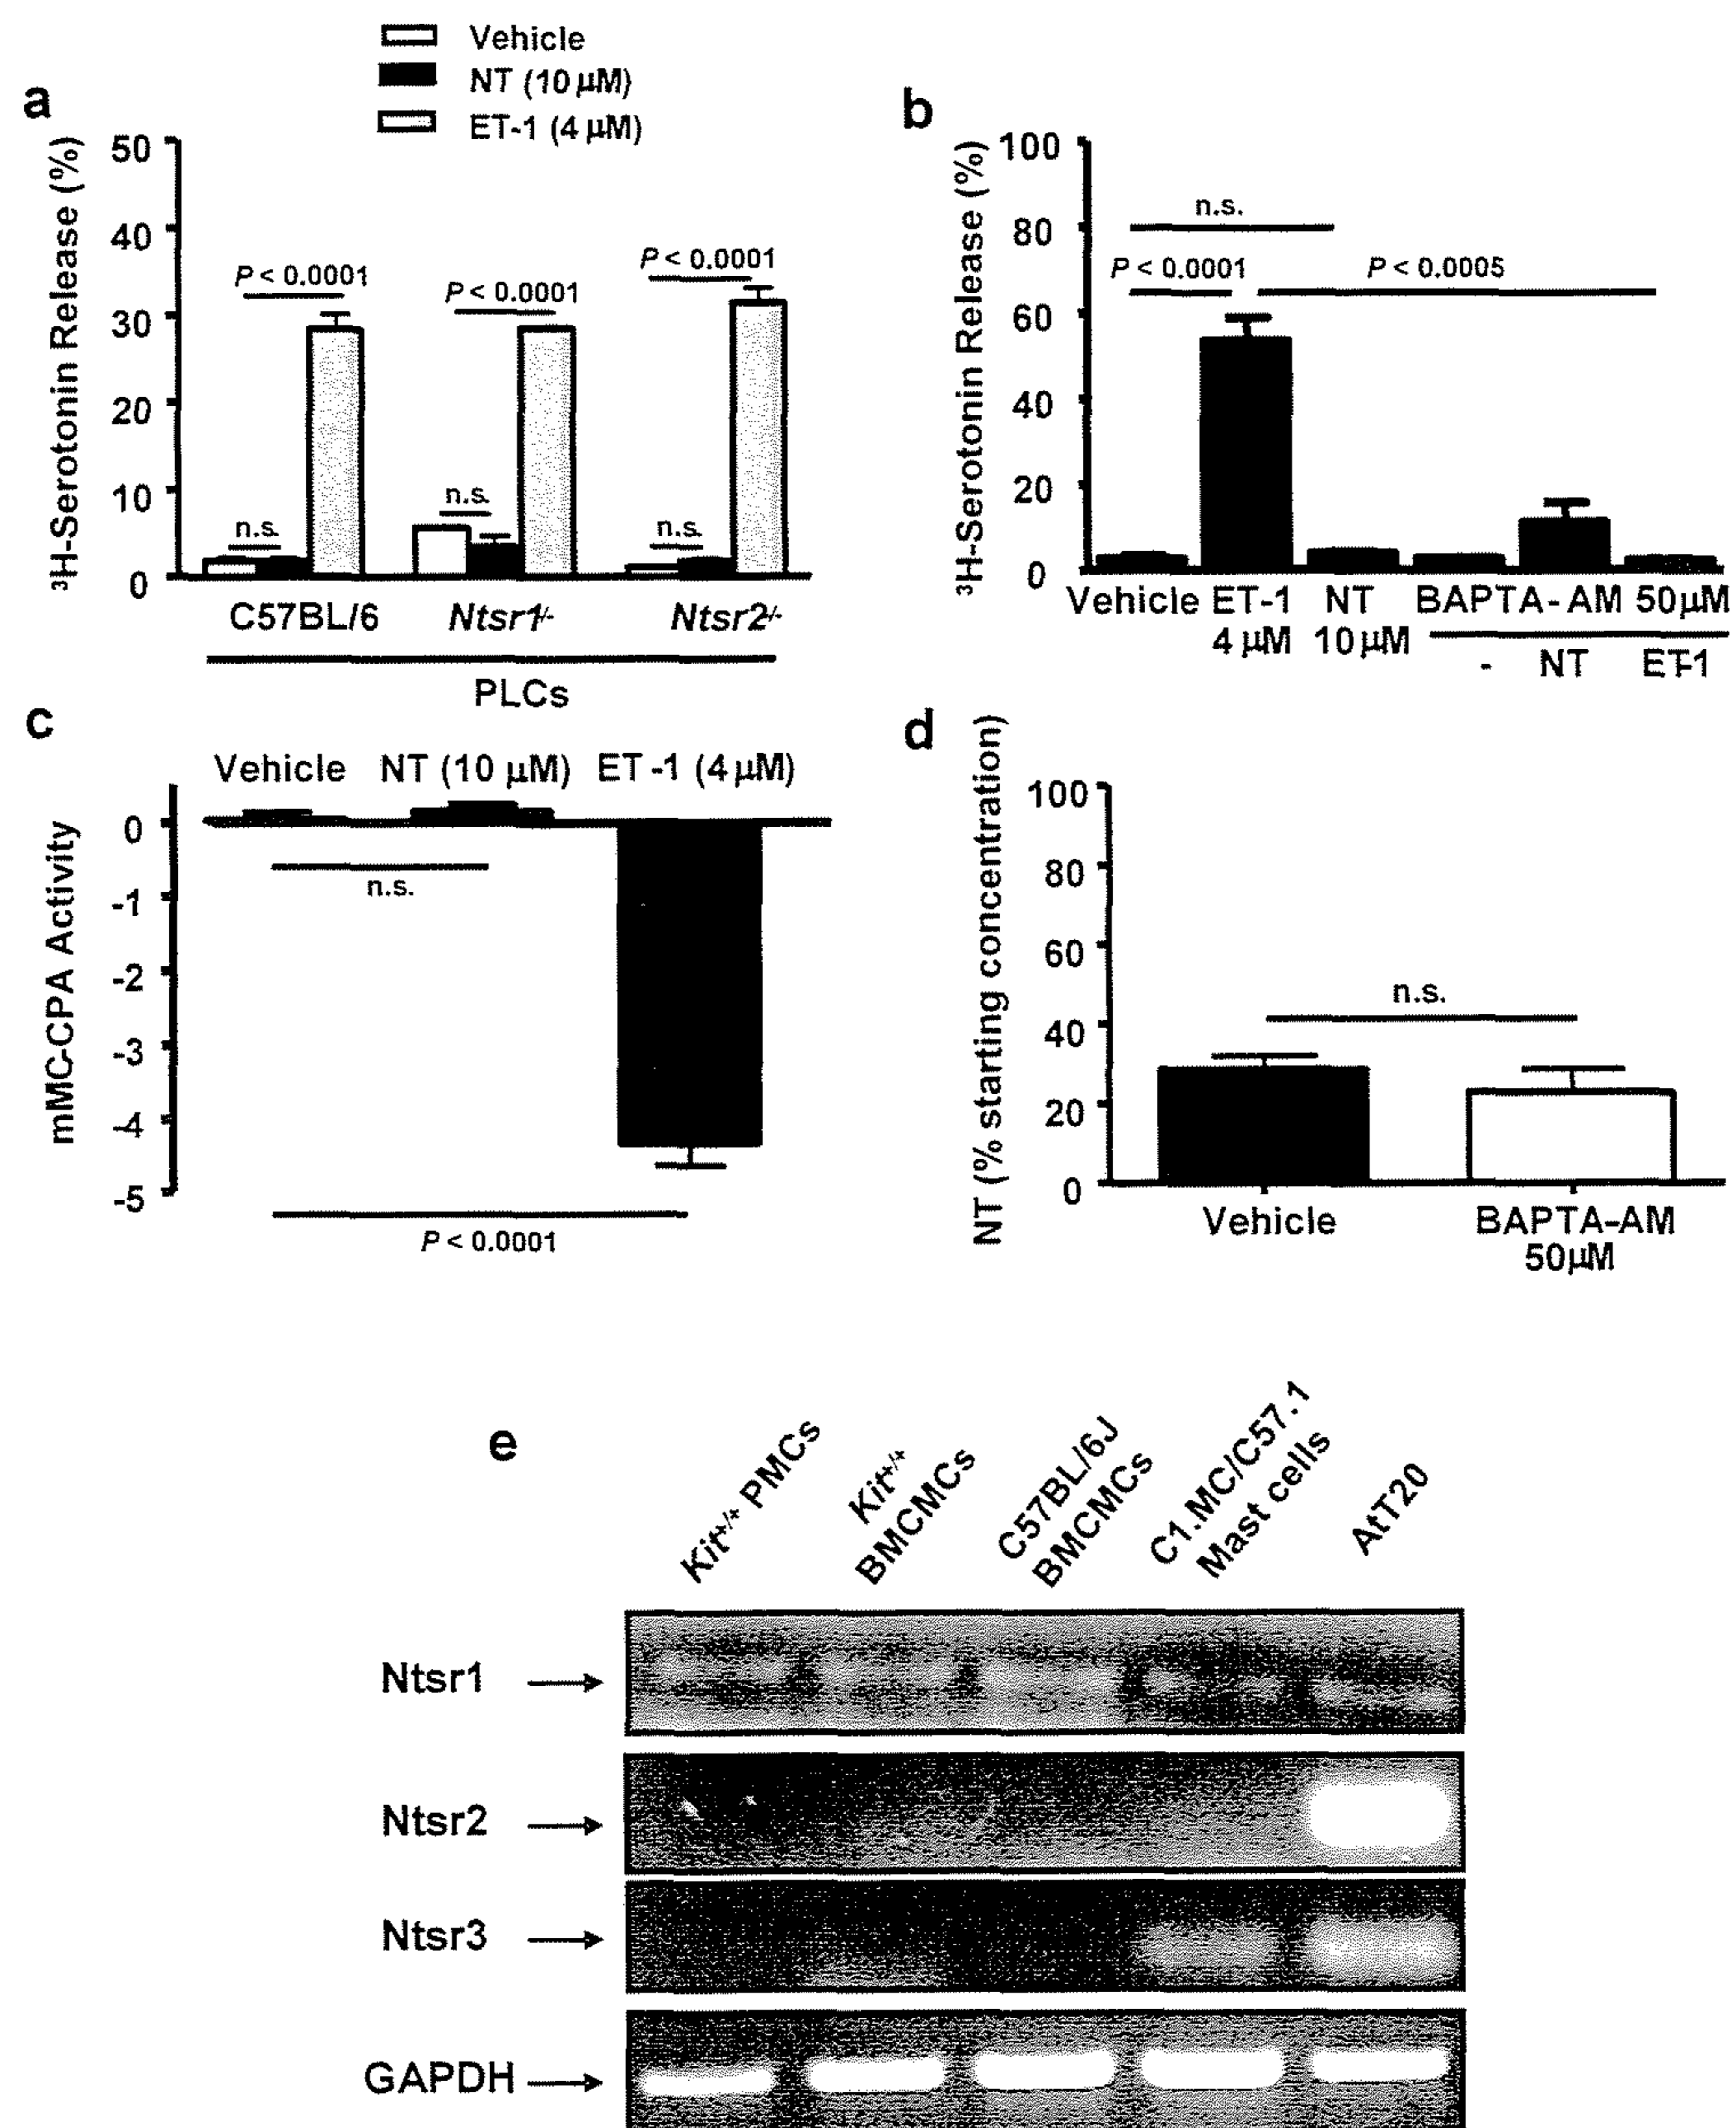 Vehicle
NT (10 µM)
ET-1 (4 µM)
a
³H-Serotonin Release (%)
50
40
30
20
10
0
P < 0.0001
P < 0.0001
P < 0.0001
n.s.
n.s.
n.s.
C57BL/6 Ntsr1-/- Ntsr2-/-
PLCs
b
³H-Serotonin Release (%)
100
80
60
40
20
0
n.s.
P < 0.0001 P < 0.0005
Vehicle ET-1 NT BAPTA-AM 50µM
4 µM 10 µM
- NT ET-1
c
mMC-CPA Activity
Vehicle NT (10 µM) ET-1 (4 µM)
0
-1
-2
-3
-4
-5
n.s.
P < 0.0001
d
NT (% starting concentration)
100
80
60
40
20
0
n.s.
Vehicle BAPTA-AM
50µM
e
Kit+/+ PMCs
Kit+/+
BMCMCs
C57BL/6J
BMCMCs
C1.MC/C57.1
Mast cells
AtT20
Ntsr1
Ntsr2
Ntsr3
GAPDH